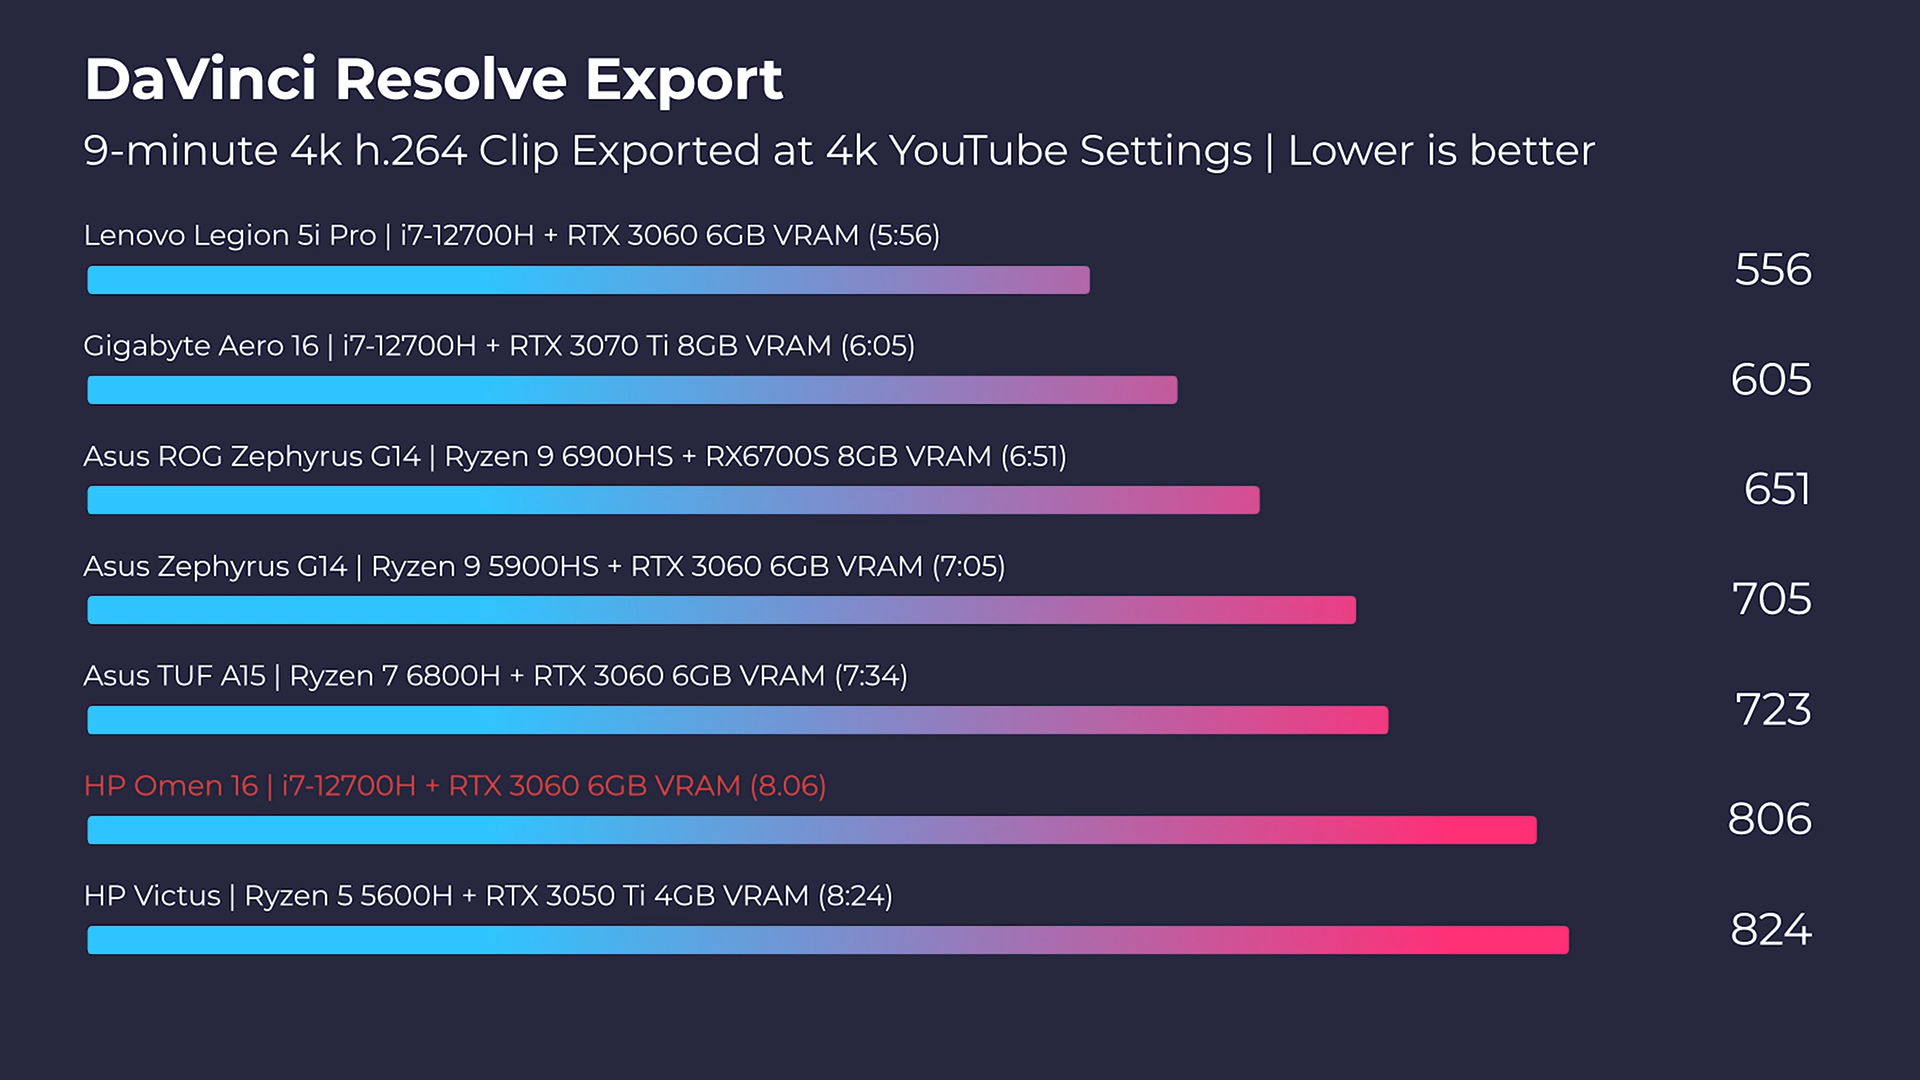 DaVinci Resolve Export
9-minute 4k h.264 Clip Exported at 4k YouTube Settings | Lower is better
Lenovo Legion 5i Pro | i7-12700H + RTX 3060 6GB VRAM (5:56)
556
Gigabyte Aero 16 | i7-12700H + RTX 3070 Ti 8GB VRAM (6:05)
605
Asus ROG Zephyrus G14 | Ryzen 9 6900HS + RX6700S 8GB VRAM (6:51)
651
Asus Zephyrus G14 | Ryzen 9 5900HS + RTX 3060 6GB VRAM (7:05)
705
Asus TUF A15 | Ryzen 7 6800H + RTX 3060 6GB VRAM (7:34)
723
HP Omen 16 | i7-12700H + RTX 3060 6GB VRAM (8.06)
806
HP Victus | Ryzen 5 5600H + RTX 3050 Ti 4GB VRAM (8:24)
824